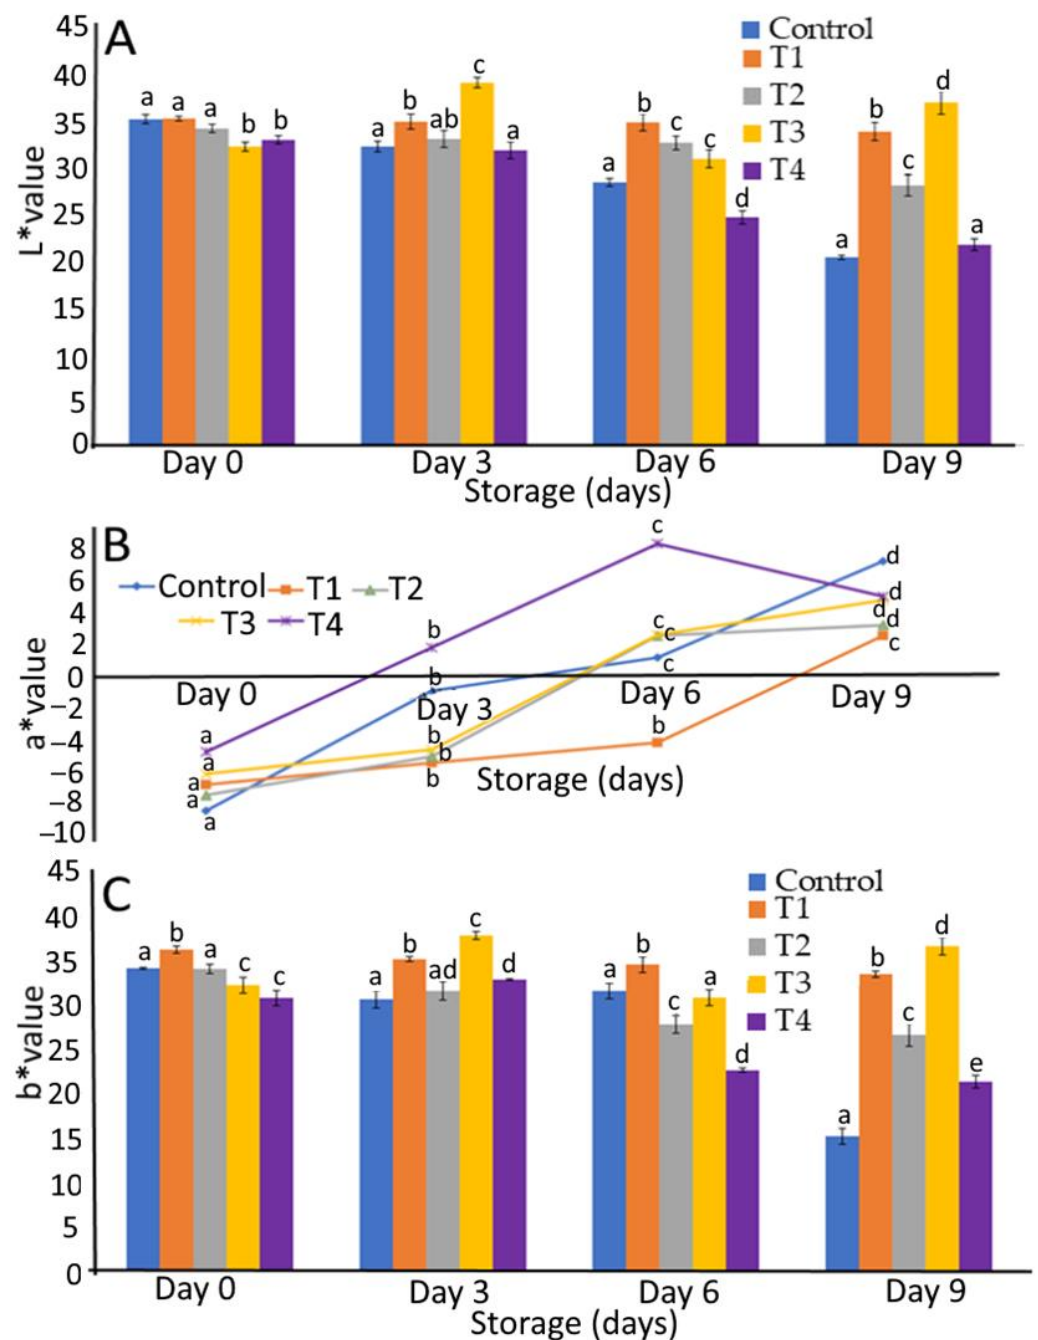 A
45
40
35
30
25
20
15
10
5
0
L*value
Control
T1
T2
T3
T4
a a a b b
a b ab c a
a b c c d
a b c d a
Day 0 Day 3 Day 6 Day 9
Storage (days)
B
8
6
4
2
0
−2
−4
−6
−8
−10
a*value
Control T1 T2
T3 T4
a a a a a
b b b b b
c c c c b
d d d d c
Day 0 Day 3 Day 6 Day 9
Storage (days)
C
45
40
35
30
25
20
15
10
5
0
b*value
Control
T1
T2
T3
T4
a b a c c
a b ad c d
a b c a d
a b c d e
Day 0 Day 3 Day 6 Day 9
Storage (days)